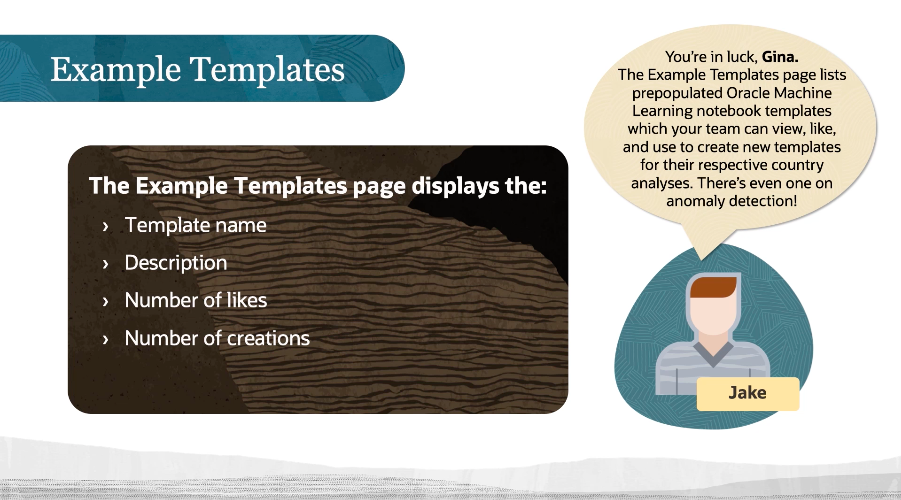 Example Templates
The Example Templates page displays the:
› Template name
› Description
› Number of likes
› Number of creations
You're in luck, Gina.
The Example Templates page lists
prepopulated Oracle Machine
Learning notebook templates
which your team can view, like,
and use to create new templates
for their respective country
analyses. There's even one on
anomaly detection!
Jake